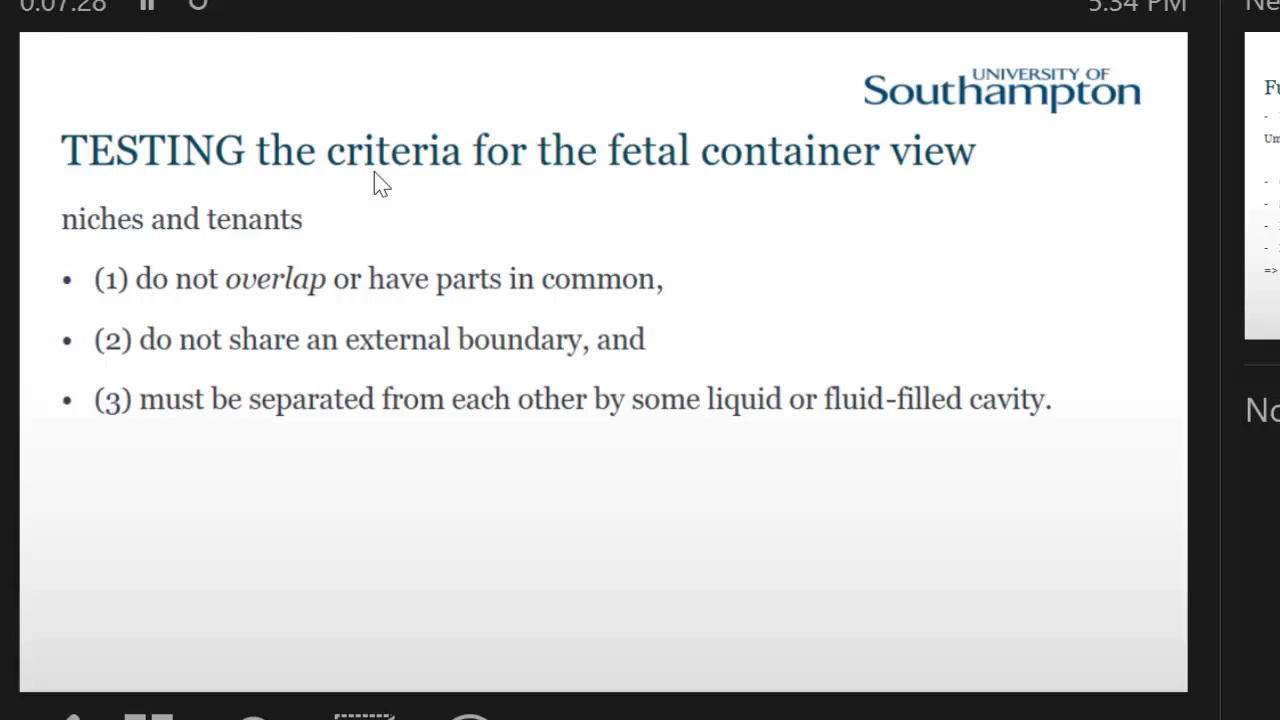 0:07:28
5:34 PM
UNIVERSITY OF
Southampton
TESTING the criteria for the fetal container view
niches and tenants
• (1) do not overlap or have parts in common,
• (2) do not share an external boundary, and
• (3) must be separated from each other by some liquid or fluid-filled cavity.